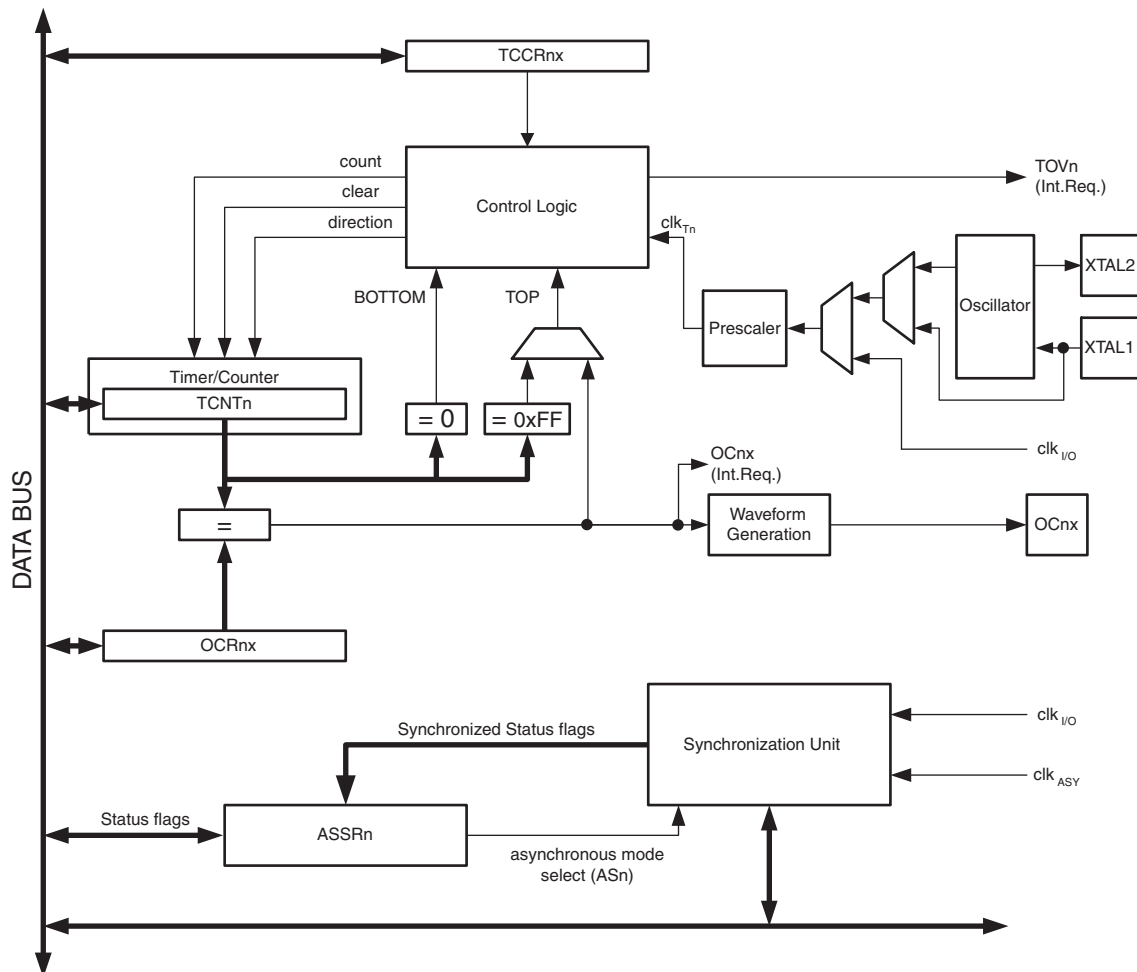 TCCRnx
count
clear
direction
Control Logic
TOVn
(Int.Req.)
clkTn
BOTTOM
TOP
Prescaler
Oscillator
XTAL2
XTAL1
Timer/Counter
TCNTn
= 0
= 0xFF
clkI/O
OCnx
(Int.Req.)
=
Waveform
Generation
OCnx
DATA BUS
OCRnx
Synchronized Status flags
Synchronization Unit
clkI/O
clkASY
Status flags
ASSRn
asynchronous mode
select (ASn)